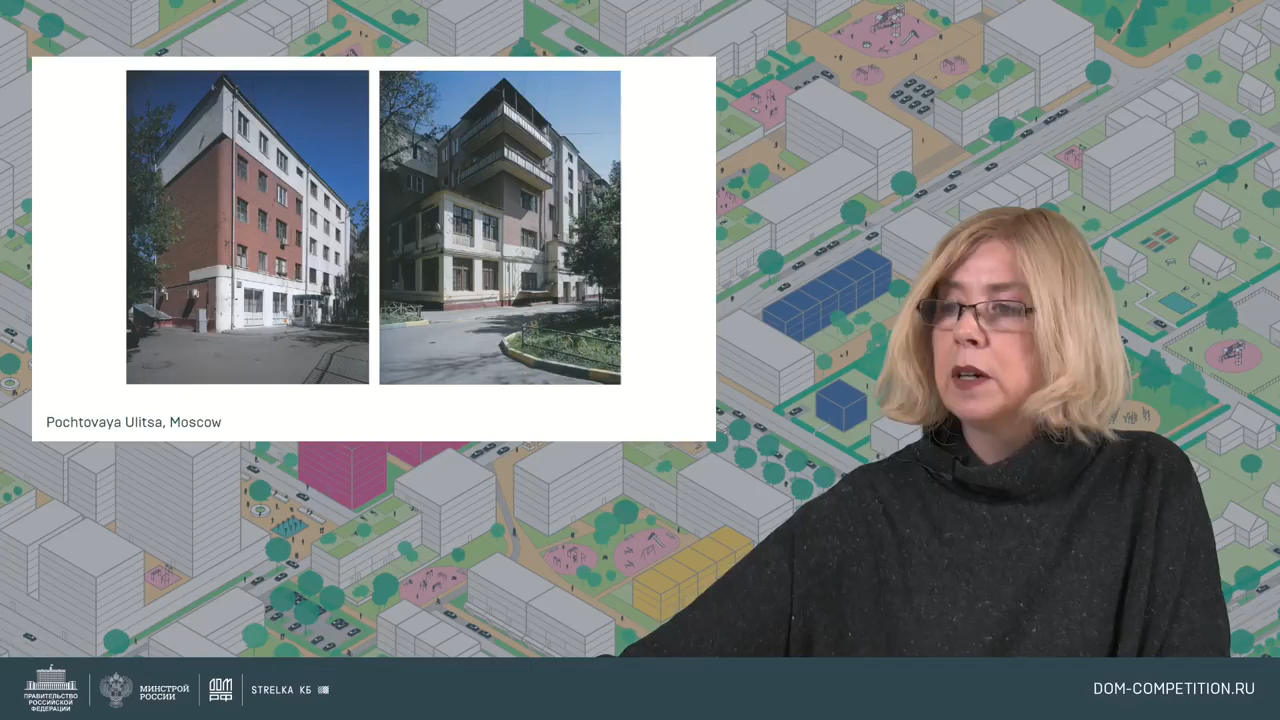 Pochtovaya Ulitsa, Moscow
ПРАВИТЕЛЬСТВО
РОССИЙСКОЙ
ФЕДЕРАЦИИ
МИНСТРОЙ
РОССИИ
ДОМ
РФ
STRELKA КБ
DOM-COMPETITION.RU